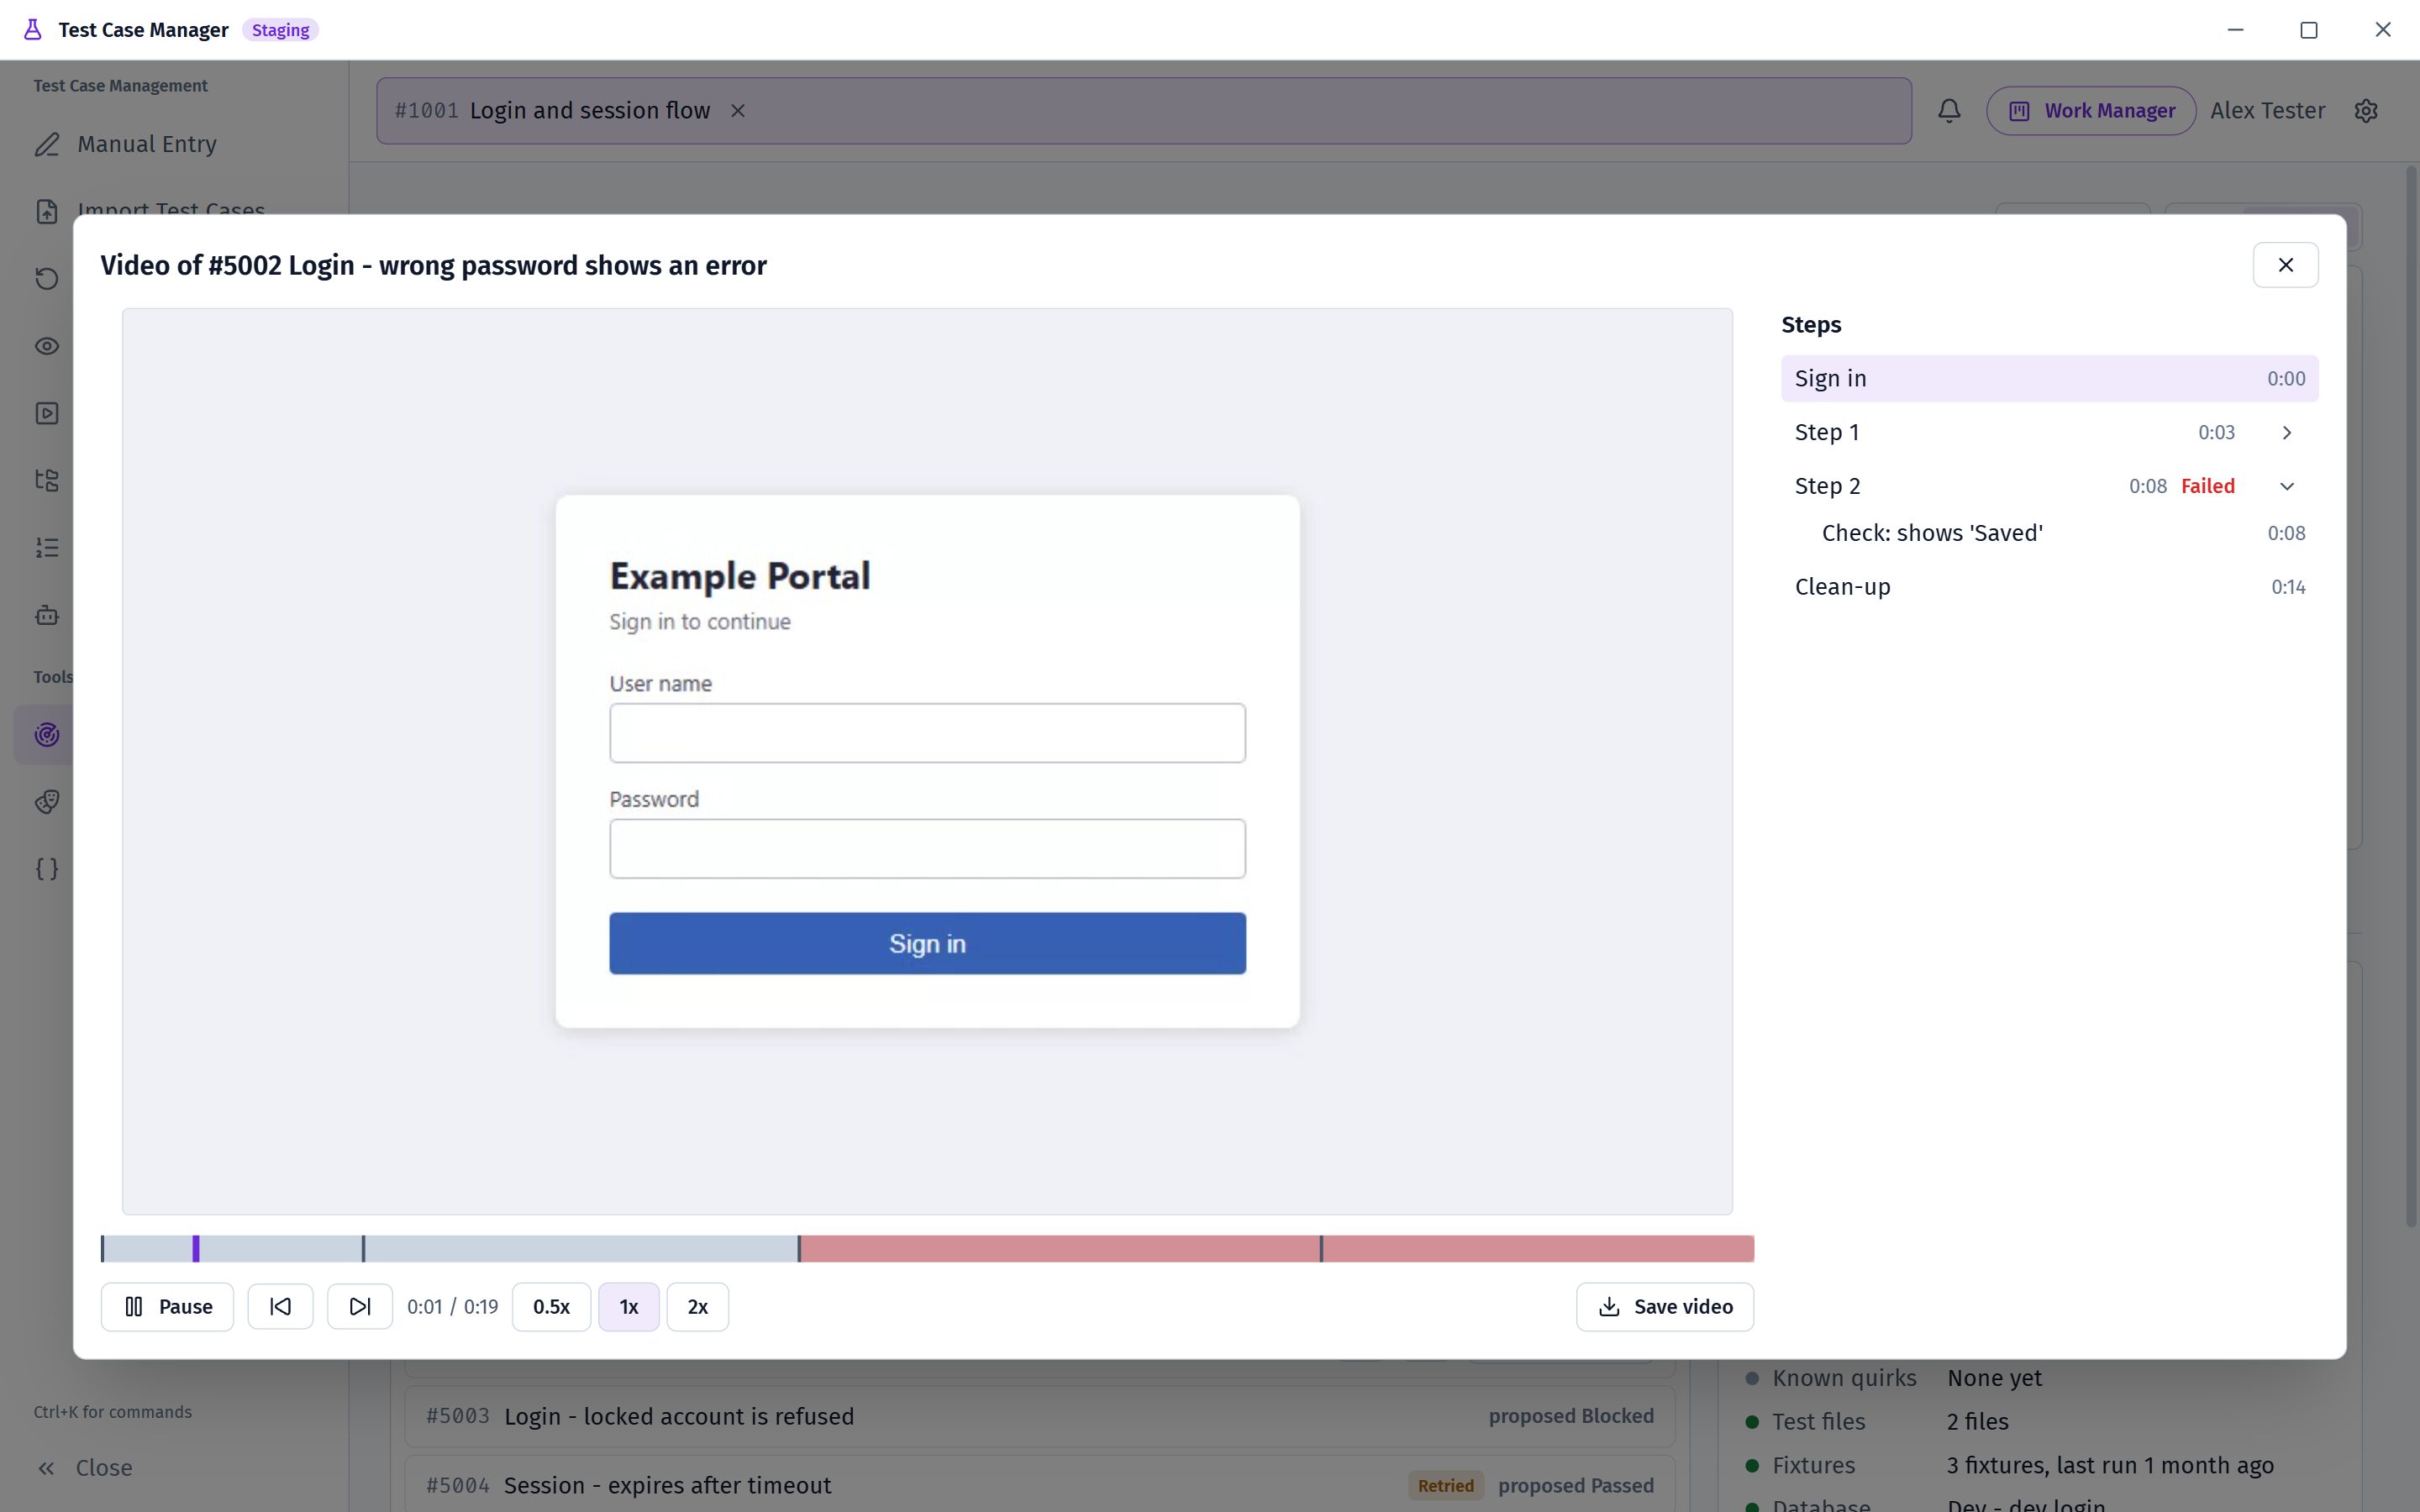 Test Case Manager Staging
Test Case Management
Manual Entry
Import Test Cases
Tools
Ctrl+K for commands
Close
#1001 Login and session flow
Work Manager Alex Tester
Video of #5002 Login - wrong password shows an error
Example Portal
Sign in to continue
User name
Password
Sign in
Steps
Sign in 0:00
Step 1 0:03
Step 2 0:08 Failed
Check: shows 'Saved' 0:08
Clean-up 0:14
Pause 0:01 / 0:19 0.5x 1x 2x Save video
#5003 Login - locked account is refused proposed Blocked
#5004 Session - expires after timeout Retried proposed Passed
Known quirks None yet
Test files 2 files
Fixtures 3 fixtures, last run 1 month ago
Database Dev - dev login